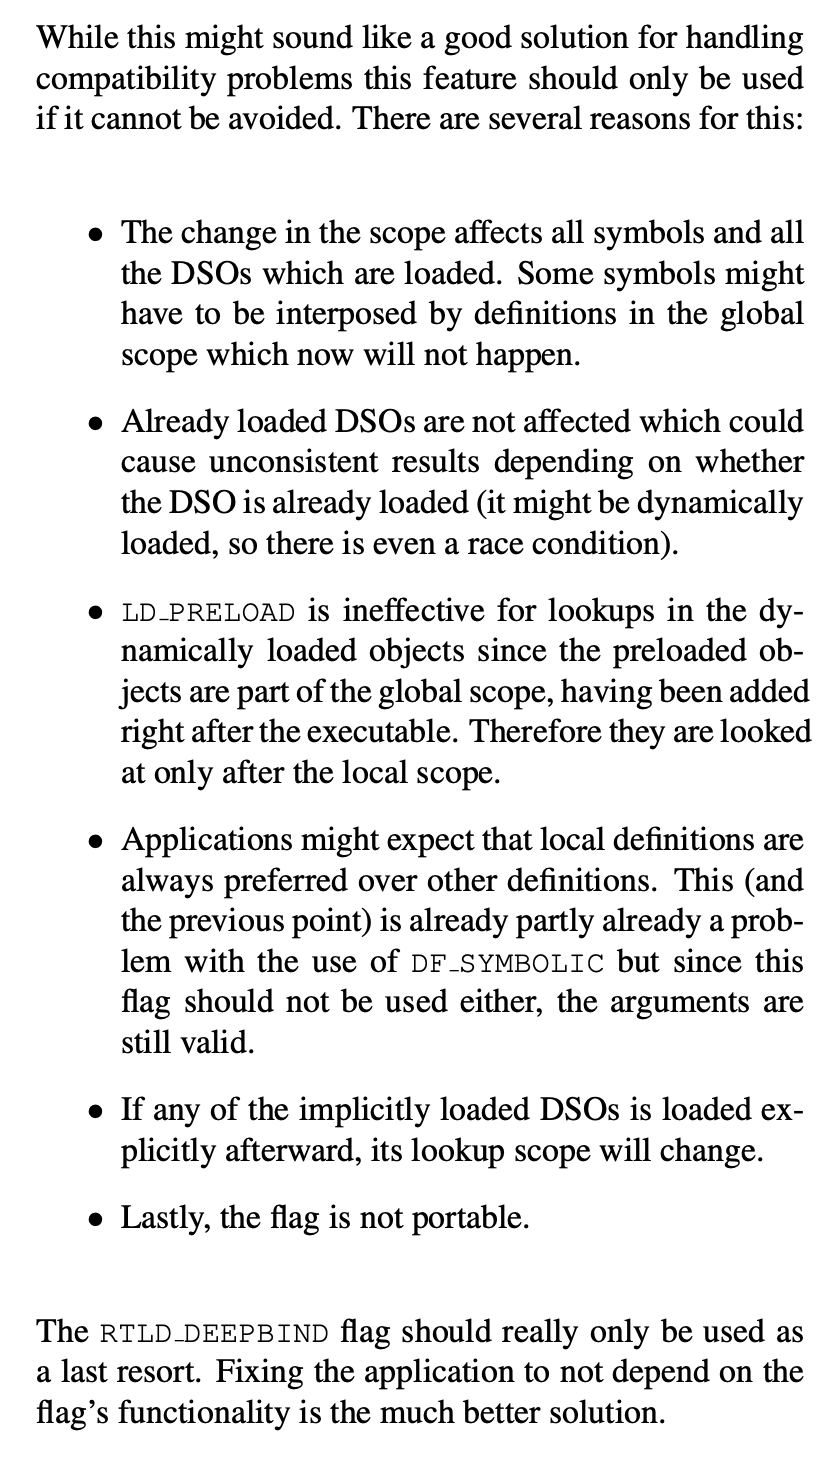 While this might sound like a good solution for handling
compatibility problems this feature should only be used
if it cannot be avoided. There are several reasons for this:
• The change in the scope affects all symbols and all
the DSOs which are loaded. Some symbols might
have to be interposed by definitions in the global
scope which now will not happen.
• Already loaded DSOs are not affected which could
cause unconsistent results depending on whether
the DSO is already loaded (it might be dynamically
loaded, so there is even a race condition).
• LD_PRELOAD is ineffective for lookups in the dy-
namically loaded objects since the preloaded ob-
jects are part of the global scope, having been added
right after the executable. Therefore they are looked
at only after the local scope.
• Applications might expect that local definitions are
always preferred over other definitions. This (and
the previous point) is already partly already a prob-
lem with the use of DF_SYMBOLIC but since this
flag should not be used either, the arguments are
still valid.
• If any of the implicitly loaded DSOs is loaded ex-
plicitly afterward, its lookup scope will change.
• Lastly, the flag is not portable.
The RTLD_DEEPBIND flag should really only be used as
a last resort. Fixing the application to not depend on the
flag's functionality is the much better solution.